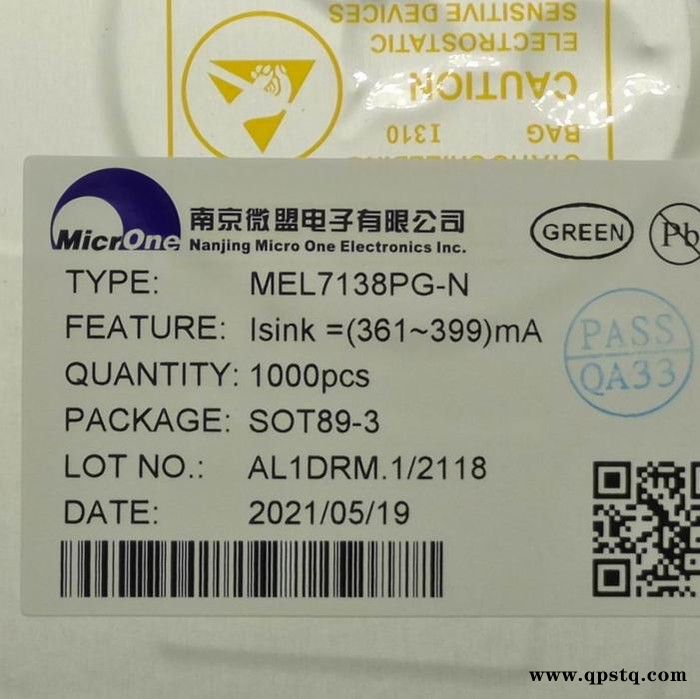 SENSITIVE DEVICES
ELECTROSTATIC
CAUTION
BAG I310
MicrOne
南京微盟电子有限公司
Nanjing Micro One Electronics Inc.
GREEN
Pb
TYPE: MEL7138PG-N
FEATURE: Isink =(361~399)mA
QUANTITY: 1000pcs
PACKAGE: SOT89-3
LOT NO.: AL1DRM.1/2118
DATE: 2021/05/19
PASS
QA33
www.qpstq.com